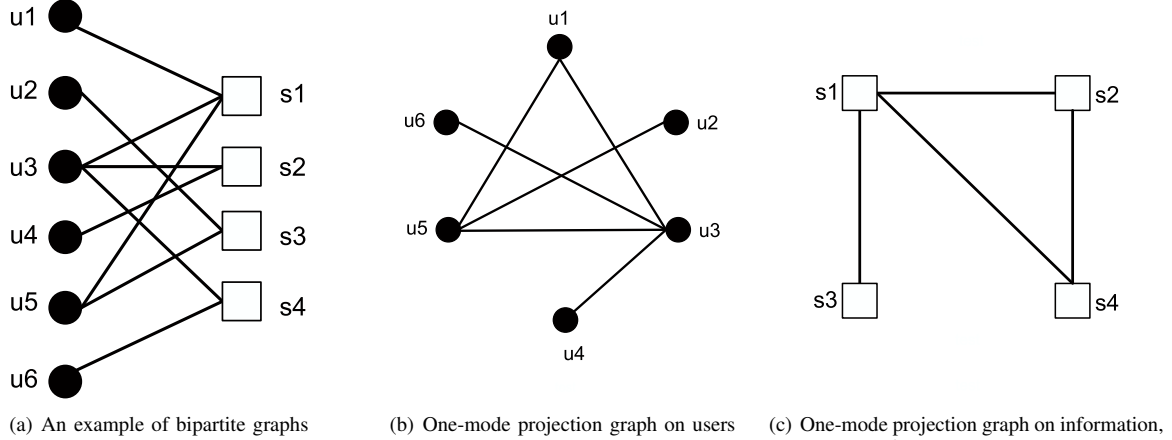 u1
u2
u3
u4
u5
u6
s1
s2
s3
s4
(a) An example of bipartite graphs
u1
u6
u2
u5
u3
u4
(b) One-mode projection graph on users
s1
s2
s3
s4
(c) One-mode projection graph on information,